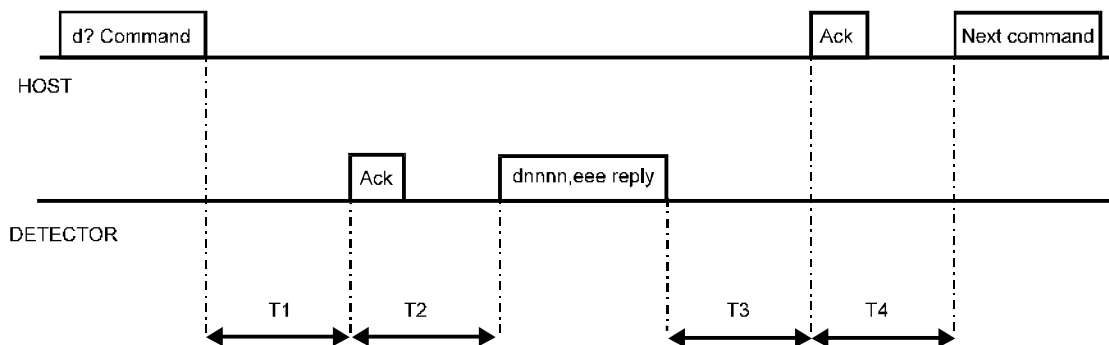 d? Command
Ack
Next command
HOST
Ack
dnnnn,eee reply
DETECTOR
T1
T2
T3
T4